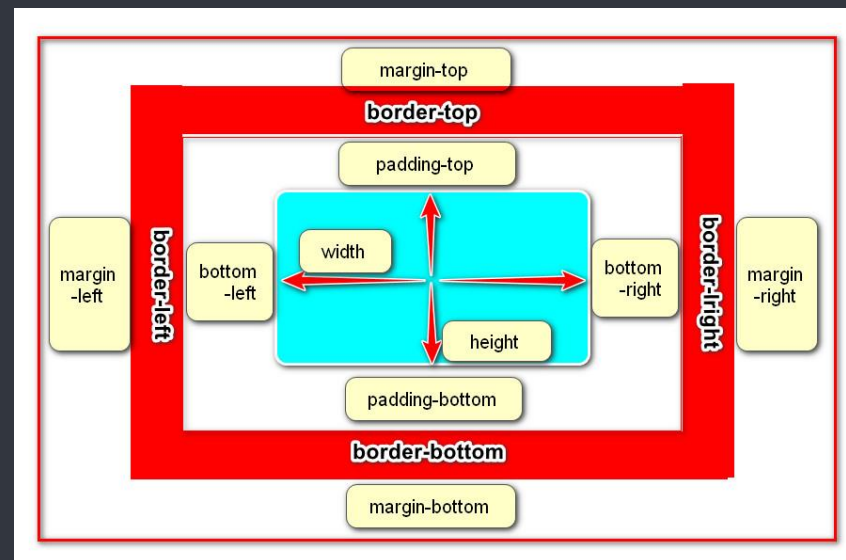 margin-top
border-top
padding-top
margin
-left
border-left
bottom
-left
width
bottom
-right
border-lright
margin
-right
height
padding-bottom
border-bottom
margin-bottom